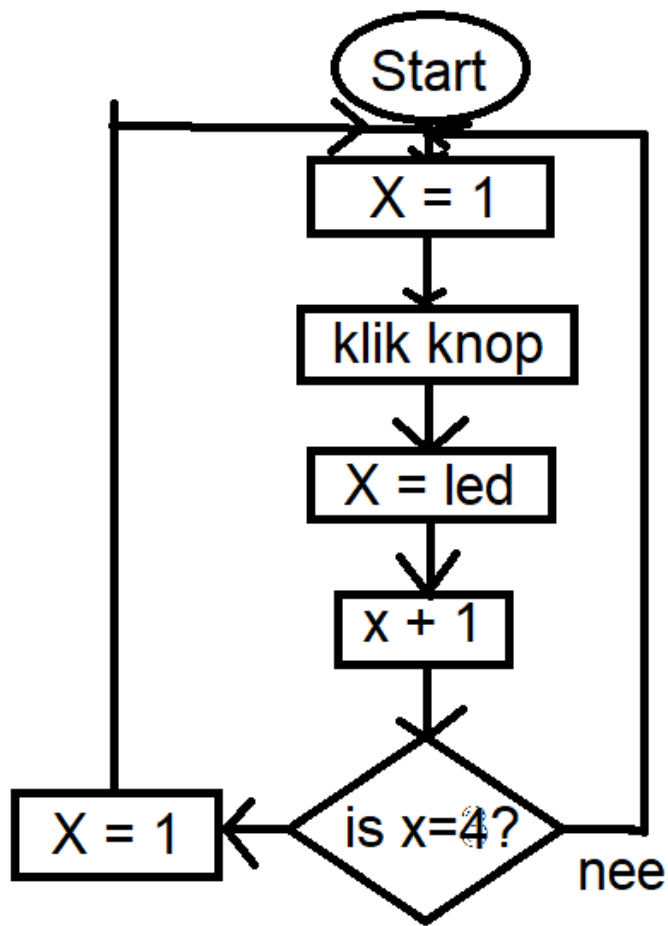 Start
X = 1
klik knop
X = led
x + 1
is x=4?
X = 1
nee